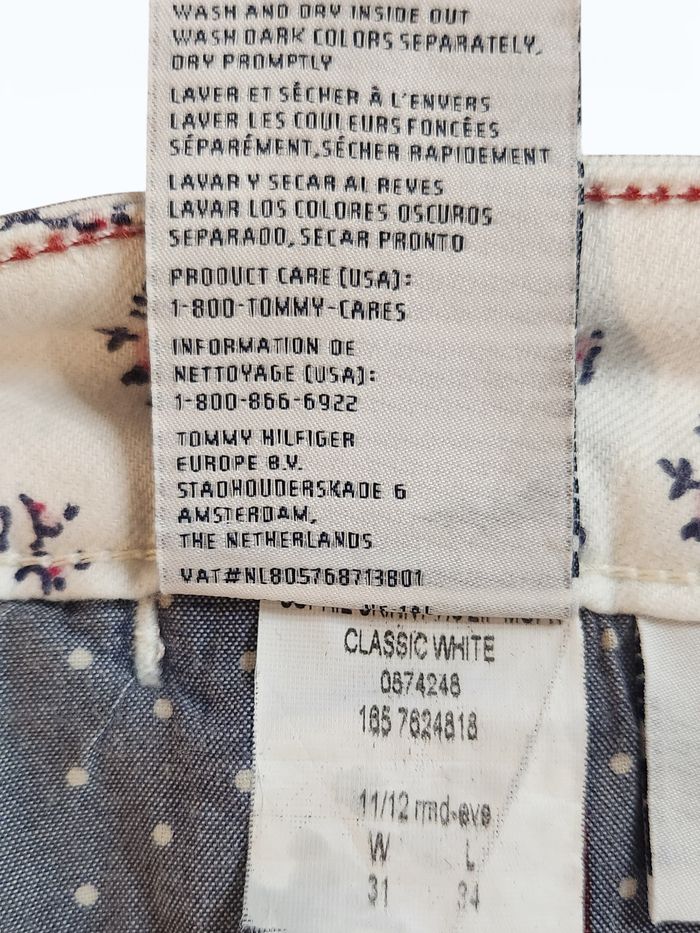 WASH AND DRY INSIDE OUT
WASH DARK COLORS SEPARATELY,
DRY PROMPTLY
LAVER ET SÉCHER À L'ENVERS
LAVER LES COULEURS FONCÉES
SÉPARÉMENT, SÉCHER RAPIDEMENT
LAVAR Y SECAR AL REVES
LAVAR LOS COLORES OSCUROS
SEPARADO, SECAR PRONTO
PRODUCT CARE (USA):
1-800-TOMMY-CARES
INFORMATION DE
NETTOYAGE (USA):
1-800-866-6922
TOMMY HILFIGER
EUROPE B.V.
STADHOUDERSKADE 6
AMSTERDAM,
THE NETHERLANDS
VAT#NL805768713B01
CLASSIC WHITE
0874248
185 7824818
11/12 rmd-eve
W L
31 34